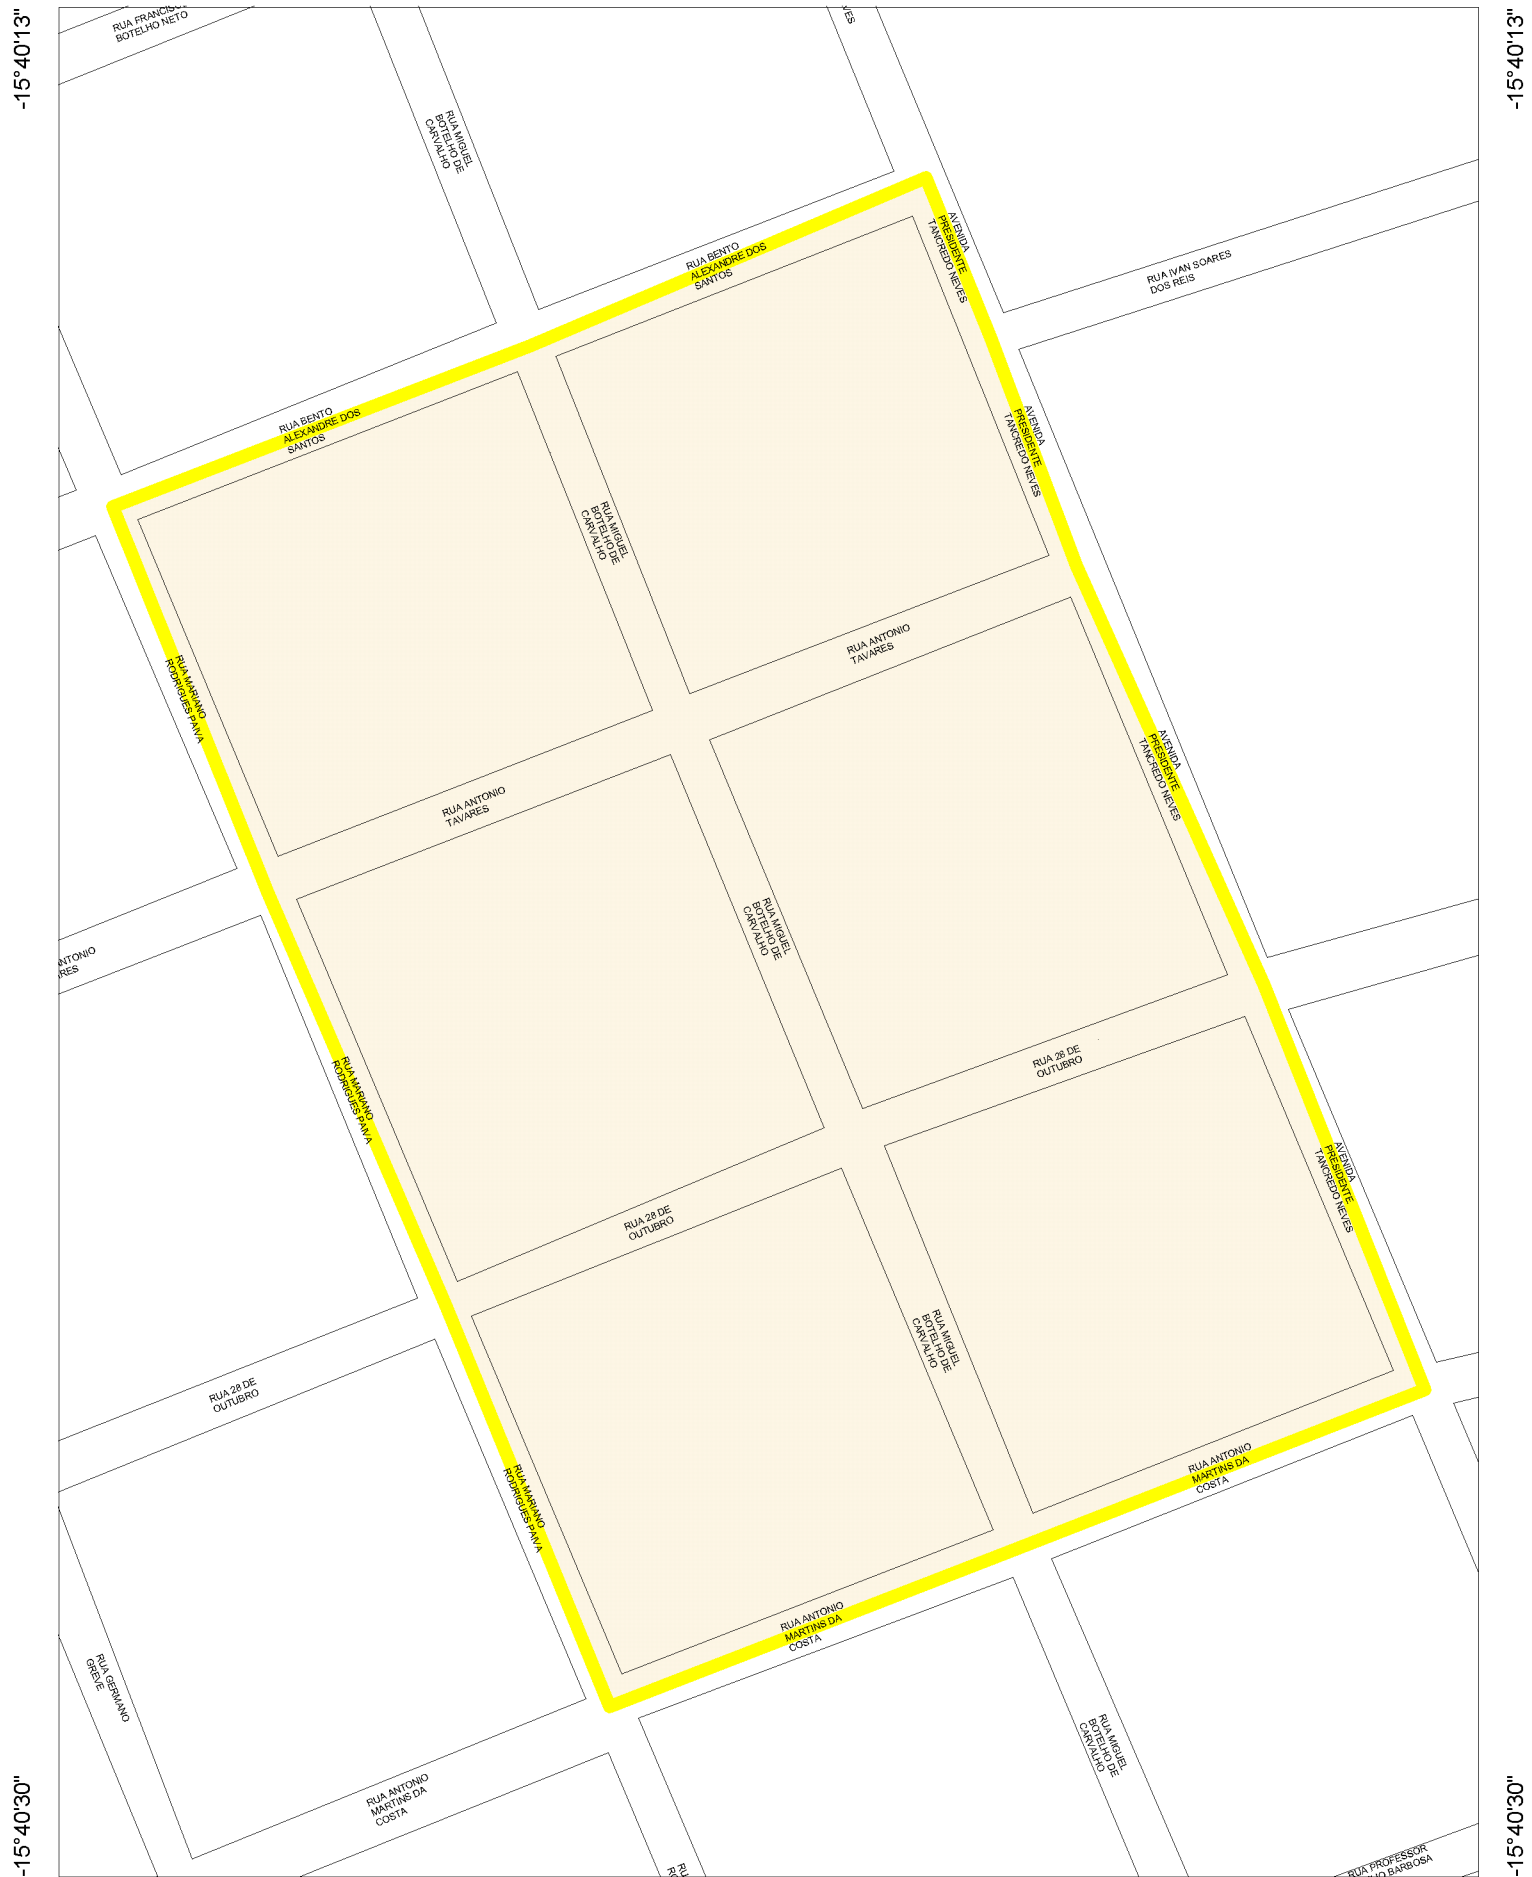 -15°40'13"
-15°40'13"
BOTELHO NETO
RUA MIGUEL
BOTELHO DE
CARVALHO
RUA BENTO
ALEXANDRE DOS
SANTOS
AVENIDA
PRESIDENTE
TANCREDO NEVES
RUA IVAN SOARES
DOS REIS
RUA BENTO
ALEXANDRE DOS
SANTOS
AVENIDA
PRESIDENTE
TANCREDO NEVES
RUA MIGUEL
BOTELHO DE
CARVALHO
RUA ANTONIO
TAVARES
RUA MARIANO
RODRIGUES PAIVA
AVENIDA
PRESIDENTE
TANCREDO NEVES
RUA ANTONIO
TAVARES
RUA MIGUEL
BOTELHO DE
CARVALHO
NTONIO
RES
RUA 28 DE
OUTUBRO
RUA MARIANO
RODRIGUES PAIVA
AVENIDA
PRESIDENTE
TANCREDO NEVES
RUA 28 DE
OUTUBRO
RUA MIGUEL
BOTELHO DE
CARVALHO
RUA 28 DE
OUTUBRO
RUA ANTONIO
MARTINS DA
COSTA
RUA MARIANO
RODRIGUES PAIVA
RUA ANTONIO
MARTINS DA
COSTA
RUA GERMANO
GREVE
RUA MIGUEL
BOTELHO DE
CARVALHO
RUA ANTONIO
MARTINS DA
COSTA
RUA PROFESSOR
BARBOSA
-15°40'30"
-15°40'30"